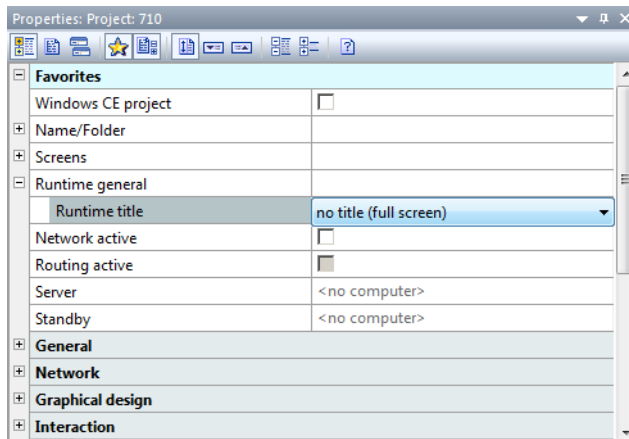 Properties: Project: 710
Favorites
Windows CE project
Name/Folder
Screens
Runtime general
Runtime title no title (full screen)
Network active
Routing active
Server <no computer>
Standby <no computer>
General
Network
Graphical design
Interaction